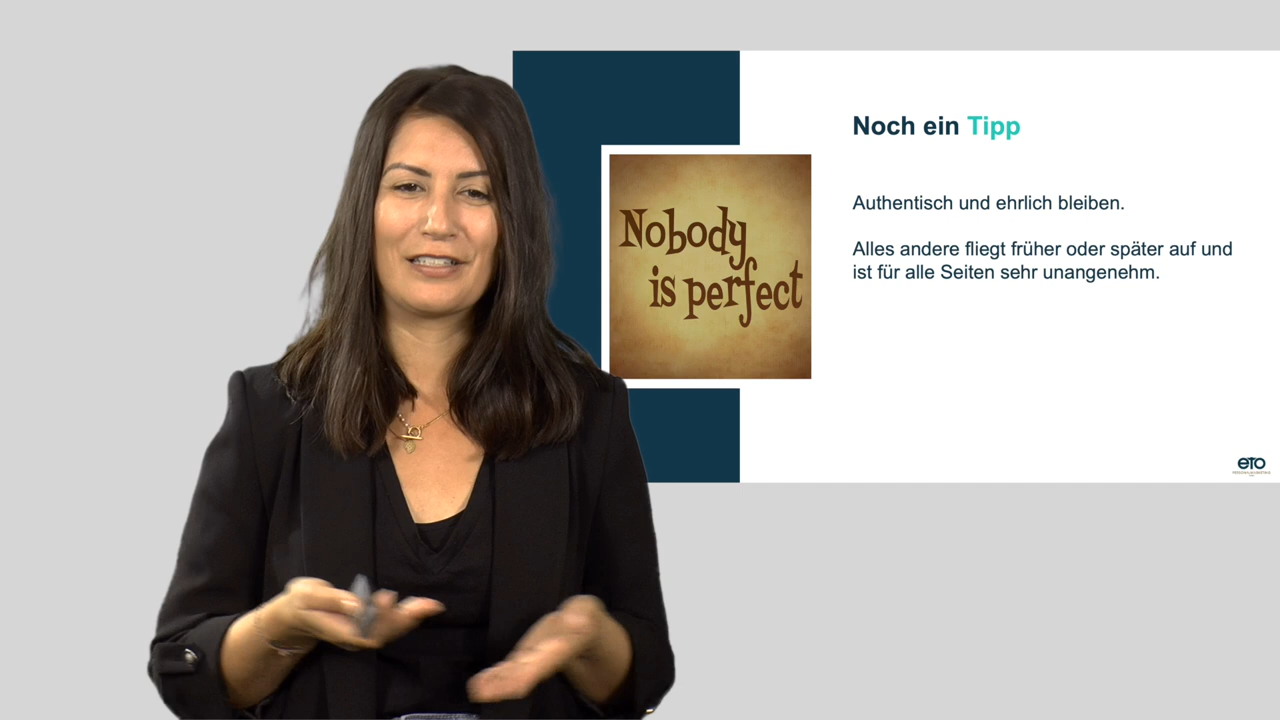 Noch ein Tipp
Nobody
is perfect
Authentisch und ehrlich bleiben.
Alles andere fliegt früher oder später auf und
ist für alle Seiten sehr unangenehm.
eTO